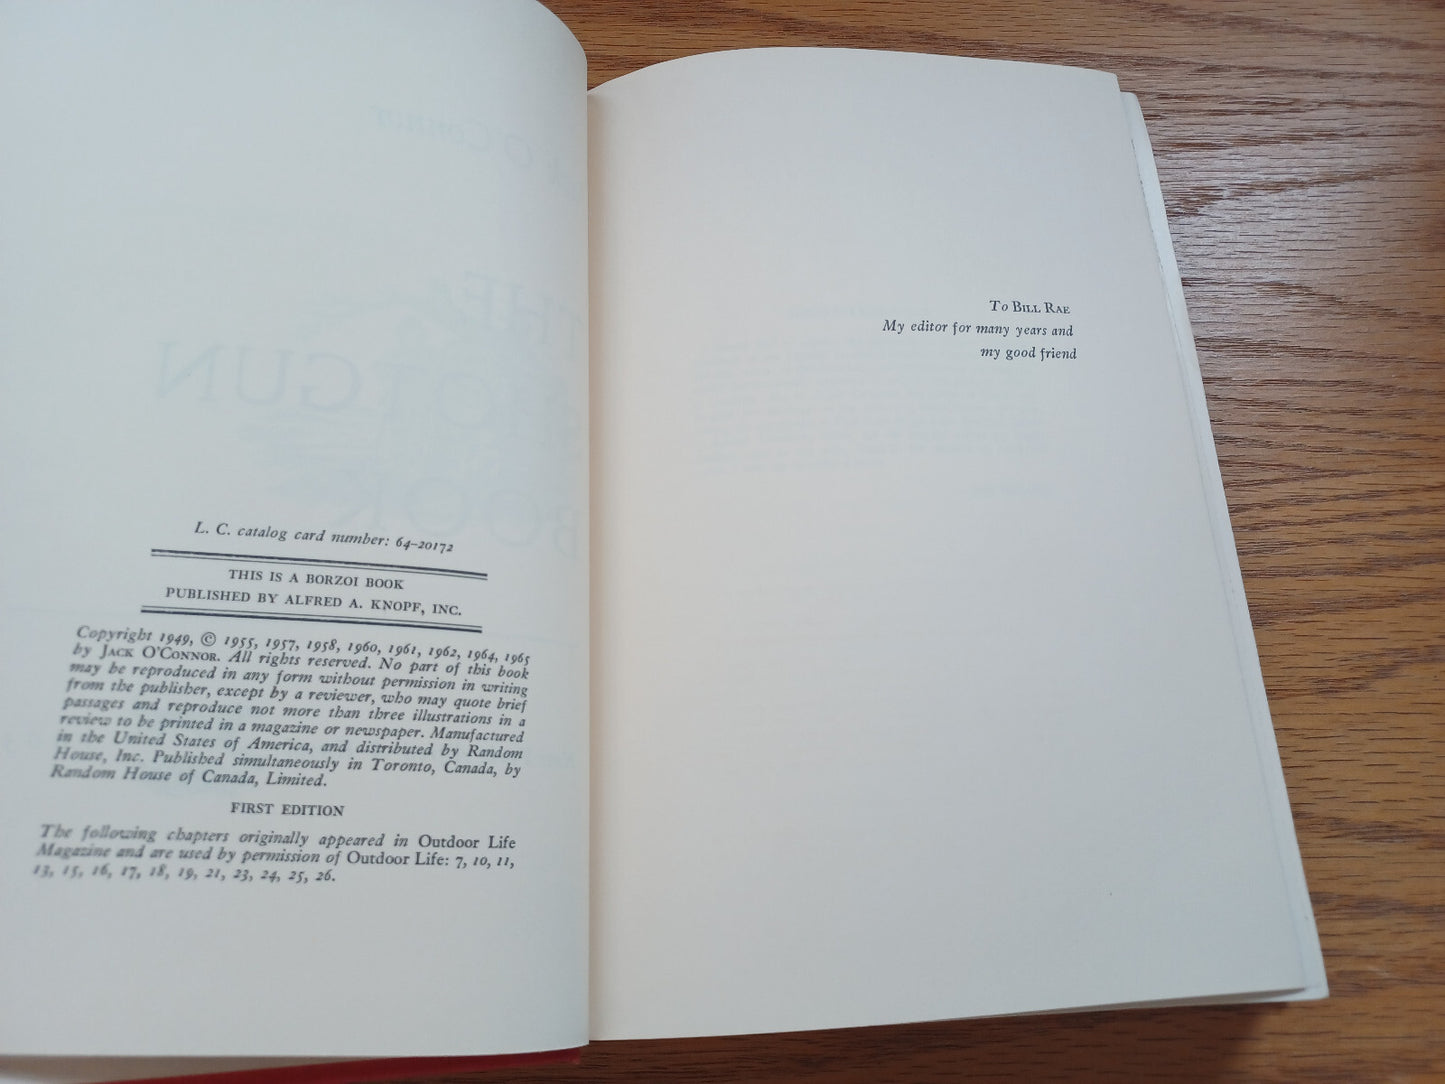 L. C. catalog card number: 64–20172
THIS IS A BORZOI BOOK
PUBLISHED BY ALFRED A. KNOPF, INC.
Copyright 1949, © 1955, 1957, 1958, 1960, 1961, 1962, 1964, 1965
by JACK O'CONNOR. All rights reserved. No part of this book
may be reproduced in any form without permission in writing
from the publisher, except by a reviewer, who may quote brief
passages and reproduce not more than three illustrations in a
review to be printed in a magazine or newspaper. Manufactured
in the United States of America, and distributed by Random
House, Inc. Published simultaneously in Toronto, Canada, by
Random House of Canada, Limited.
FIRST EDITION
The following chapters originally appeared in Outdoor Life
Magazine and are used by permission of Outdoor Life: 7, 10, 11,
13, 15, 16, 17, 18, 19, 21, 23, 24, 25, 26.
To BILL RAE
My editor for many years and
my good friend
O'Connor
THE
SHOTGUN
BOOK